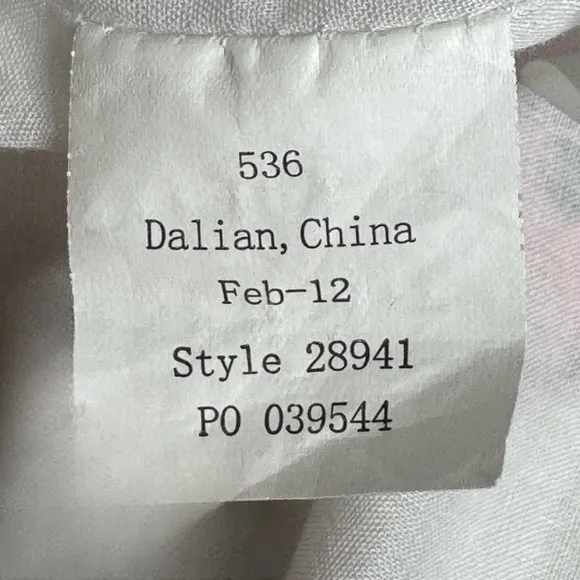 536
Dalian, China
Feb-12
Style 28941
PO 039544